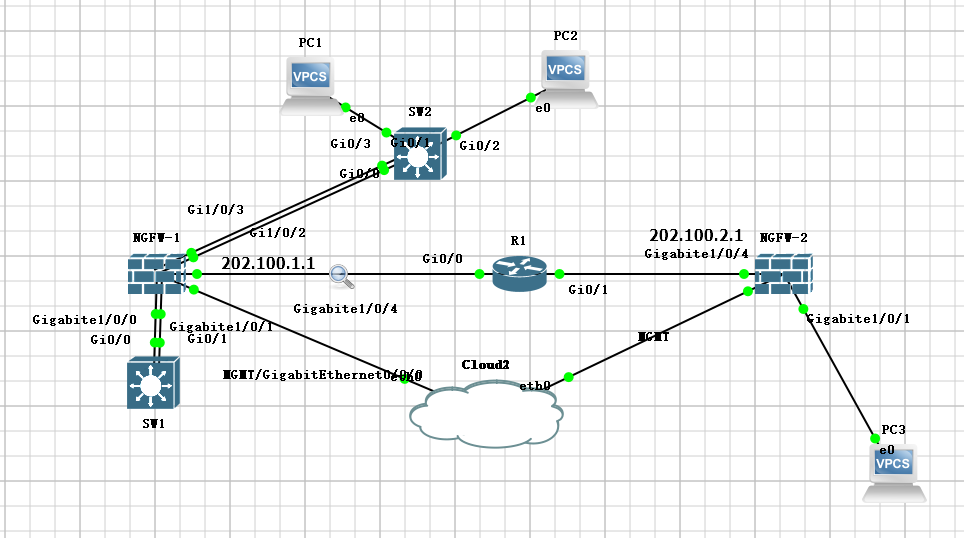 PC1
PC2
VPCS
VPCS
e0
e0
SW2
Gi0/3
Gi0/1
Gi0/2
Gi0/0
Gi1/0/3
Gi1/0/2
NGFW-1
202.100.1.1
Gi0/0
R1
Gi0/1
202.100.2.1
NGFW-2
Gigabite1/0/4
Gigabite1/0/4
Gigabite1/0/0
Gigabite1/0/1
Gi0/0
Gi0/1
Gigabite1/0/1
MGMT
MGMT/GigabitEthernet0/0/0
eth0
Cloud2
eth0
SW1
PC3
e0
VPCS